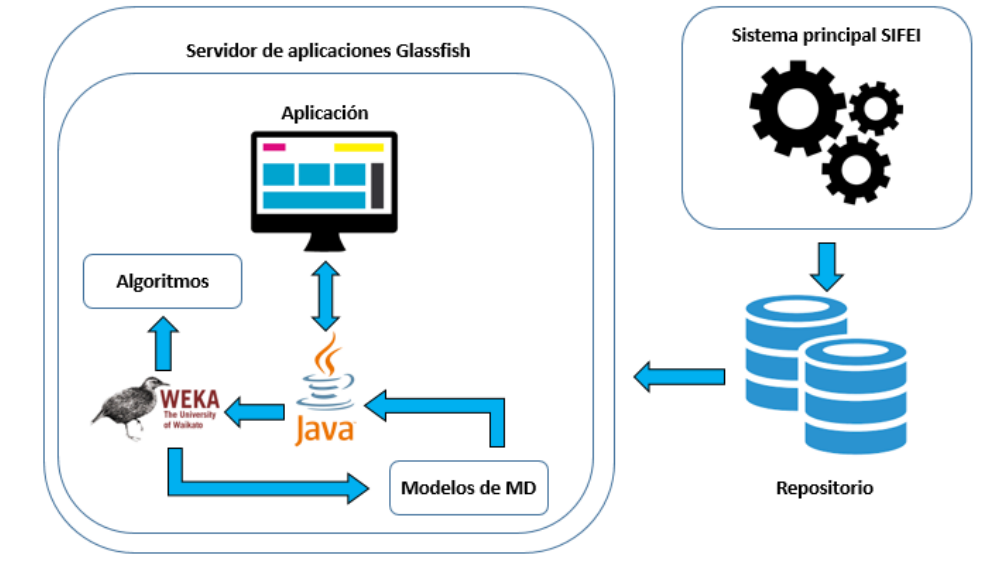 Servidor de aplicaciones Glassfish
Sistema principal SIFEI
Aplicación
Algoritmos
WEKA
The University
of Waikato
Java
Modelos de MD
Repositorio